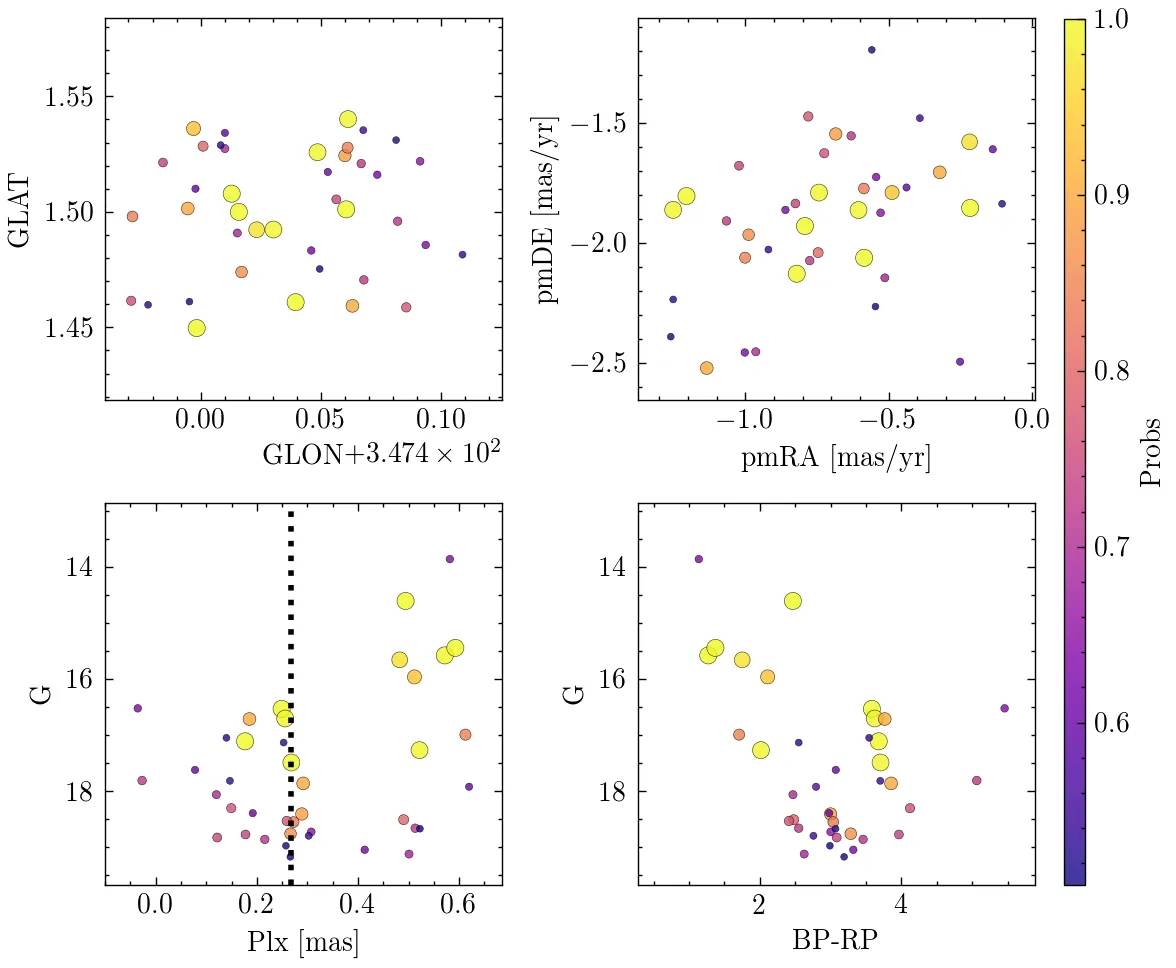 GLAT
1.55
1.50
1.45
0.00 0.05 0.10
GLON+3.474 × 10²
pmDE [mas/yr]
−1.5
−2.0
−2.5
−1.0 −0.5 0.0
pmRA [mas/yr]
G
14
16
18
0.0 0.2 0.4 0.6
Plx [mas]
G
14
16
18
2 4
BP-RP
1.0
0.9
0.8
0.7
0.6
Probs